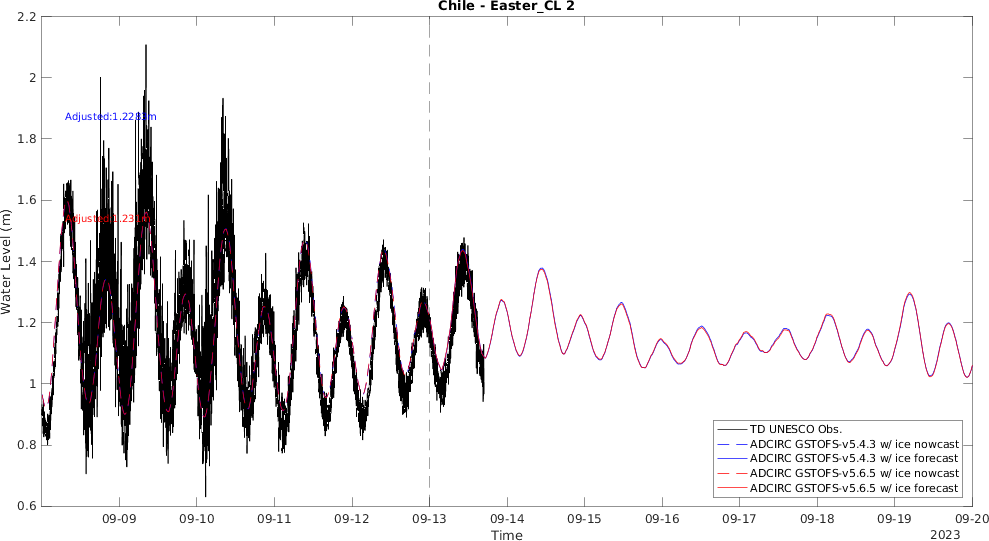 Chile - Easter_CL 2
2.2
2
1.8
1.6
1.4
1.2
1
0.8
0.6
Water Level (m)
Adjusted:1.2283m
TD UNESCO Obs.
ADCIRC GSTOFS-v5.4.3 w/ ice nowcast
ADCIRC GSTOFS-v5.4.3 w/ ice forecast
ADCIRC GSTOFS-v5.6.5 w/ ice nowcast
ADCIRC GSTOFS-v5.6.5 w/ ice forecast
09-09 09-10 09-11 09-12 09-13 09-14 09-15 09-16 09-17 09-18 09-19 09-20
Time
2023